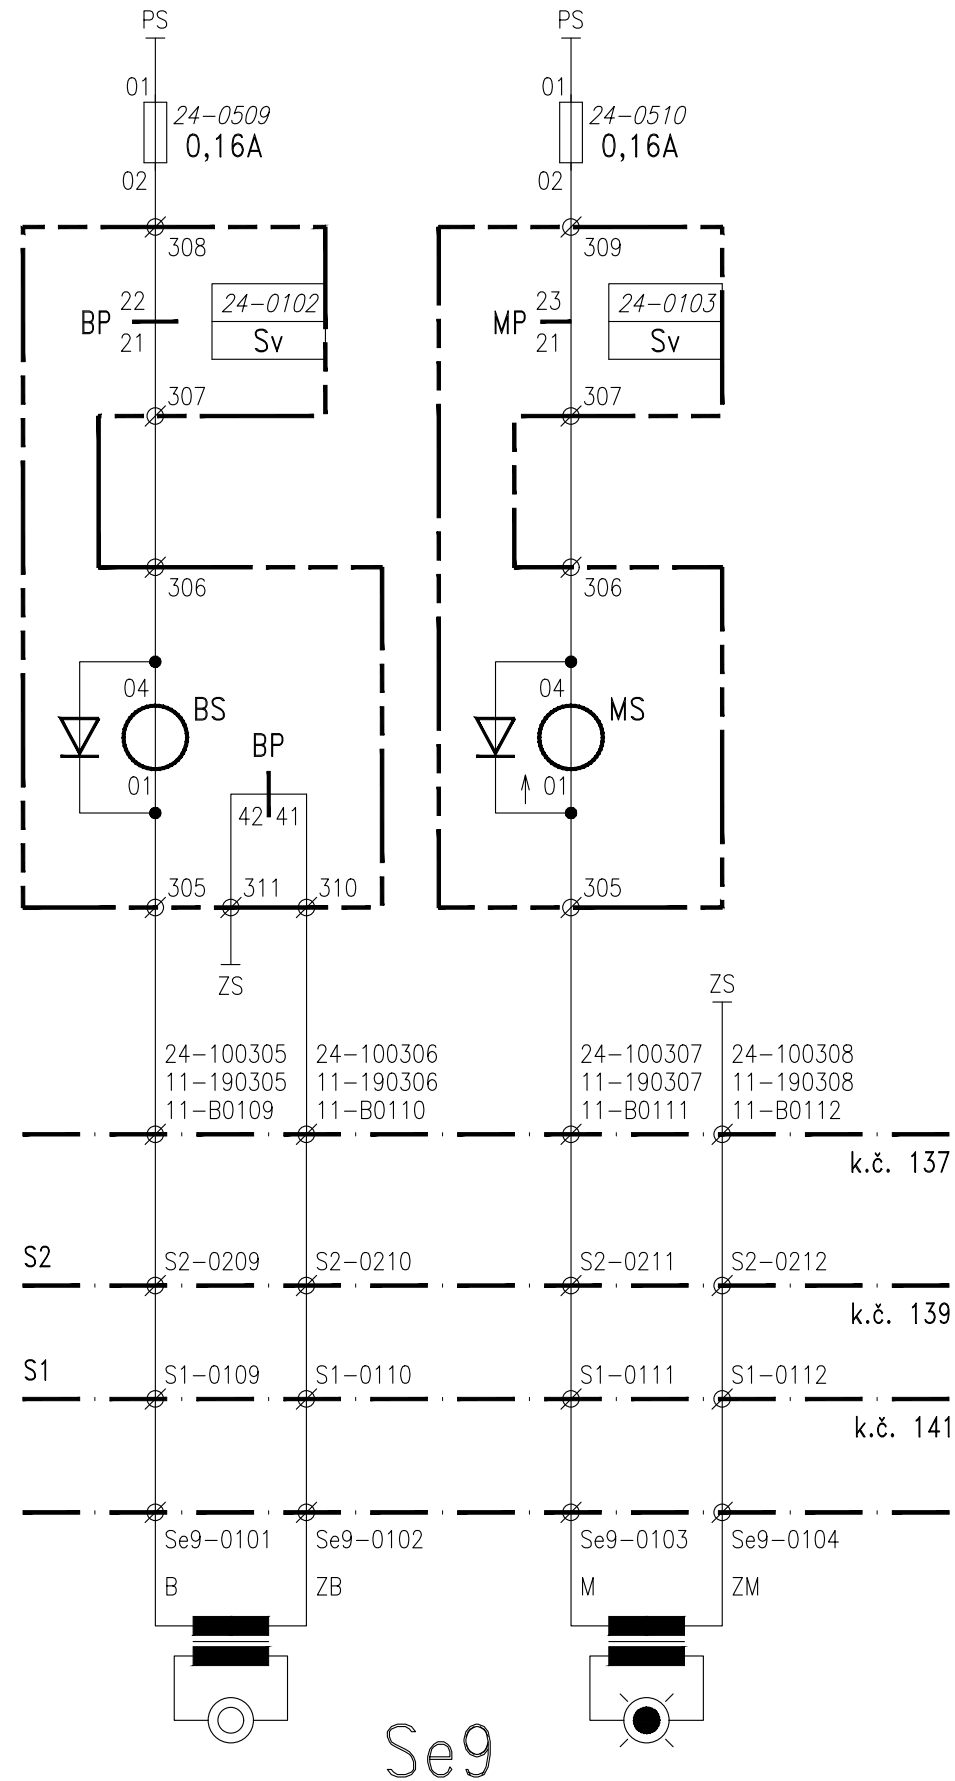 PS PS
01 01
24-0509 24-0510
0,16A 0,16A
02 02
308 309
22 24-0102 23 24-0103
BP MP
21 Sv 21 Sv
307 307
306 306
04 04
BS MS
BP
01 01
42 41
305 311 310 305
ZS ZS
24-100305 24-100306 24-100307 24-100308
11-190305 11-190306 11-190307 11-190308
11-B0109 11-B0110 11-B0111 11-B0112
k.č. 137
S2 S2-0209 S2-0210 S2-0211 S2-0212
k.č. 139
S1 S1-0109 S1-0110 S1-0111 S1-0112
k.č. 141
Se9-0101 Se9-0102 Se9-0103 Se9-0104
B ZB M ZM
Se9